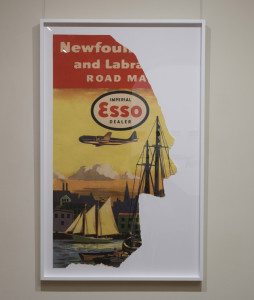 Newfoun
and Labra
ROAD MA
IMPERIAL
Esso
DEALER